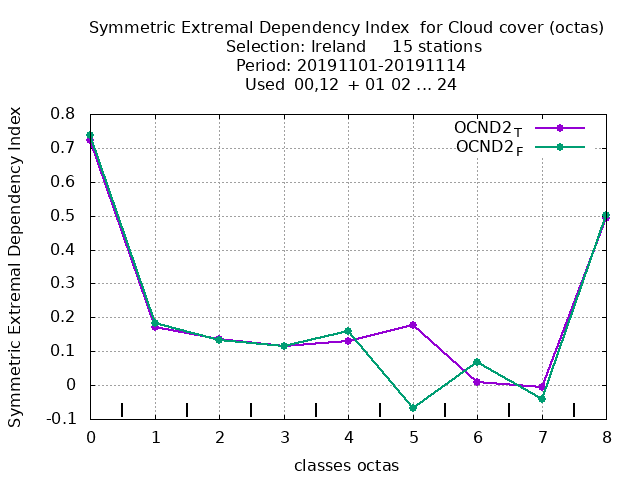 Symmetric Extremal Dependency Index  for Cloud cover (octas)
Selection: Ireland     15 stations
Period: 20191101-20191114
Used  00,12  + 01 02 ... 24
Symmetric Extremal Dependency Index
0.8
0.7
0.6
0.5
0.4
0.3
0.2
0.1
0
-0.1
OCND2T
OCND2F
0 1 2 3 4 5 6 7 8
classes octas